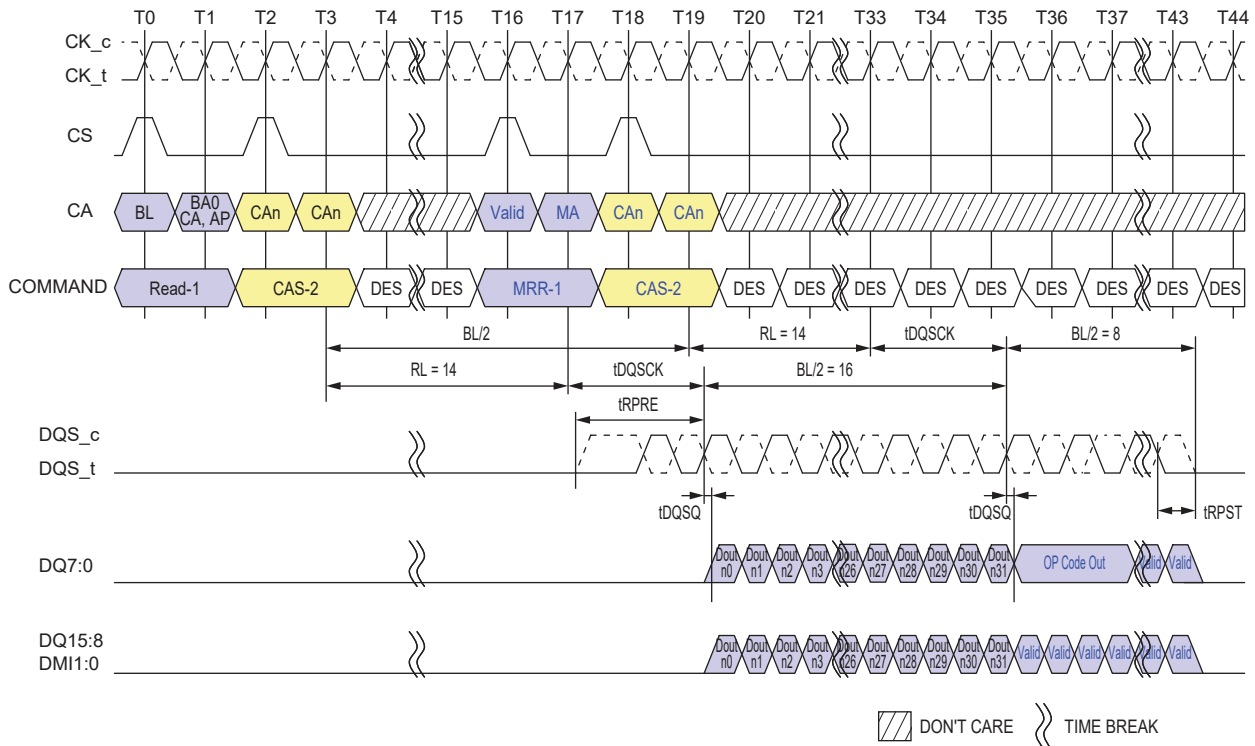 T0 T1 T2 T3 T4 T15 T16 T17 T18 T19 T20 T21 T33 T34 T35 T36 T37 T43 T44
CK_c
CK_t
CS
CA BL BA0 CA, AP CAn CAn Valid MA CAn CAn
COMMAND Read-1 CAS-2 DES DES MRR-1 CAS-2 DES DES DES DES DES DES DES DES DES
BL/2 RL = 14 tDQSCK BL/2 = 8
RL = 14 tDQSCK BL/2 = 16
tRPRE
DQS_c
DQS_t
tDQSQ tDQSQ tRPST
DQ7:0 Dout n0 Dout n1 Dout n2 Dout n3 Dout n26 Dout n27 Dout n28 Dout n29 Dout n30 Dout n31 OP Code Out Valid Valid
DQ15:8
DMI1:0 Dout n0 Dout n1 Dout n2 Dout n3 Dout n26 Dout n27 Dout n28 Dout n29 Dout n30 Dout n31 Valid Valid Valid Valid Valid Valid
DON'T CARE TIME BREAK